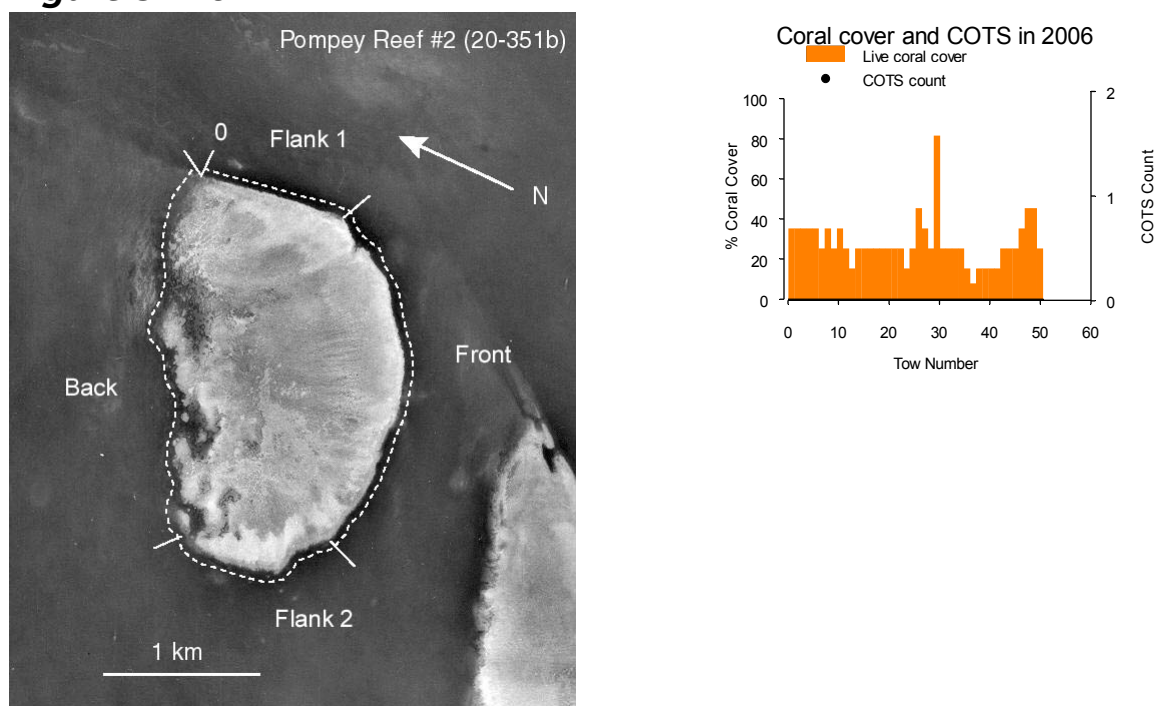 Pompey Reef #2 (20-351b)
0
Flank 1
N
Front
Back
Flank 2
1 km
Coral cover and COTS in 2006
Live coral cover
COTS count
100
80
60
40
20
0
% Coral Cover
2
1
0
COTS Count
0 10 20 30 40 50 60
Tow Number